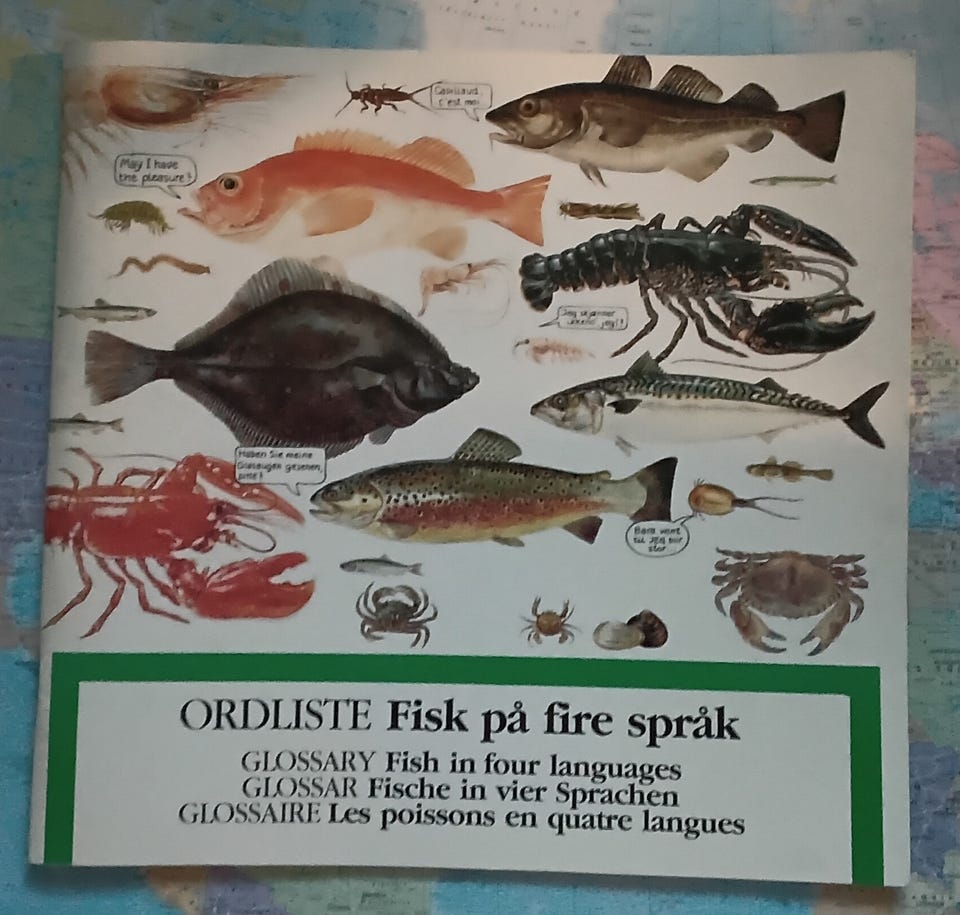 Cabillaud,
c'est moi
May I have
the pleasure?
Jeg skjønner
jeg!
Haben Sie meine
gesehen,
bitte?
Bare vent
til JEG blir
stor...
ORDLISTE Fisk på fire språk
GLOSSARY Fish in four languages
GLOSSAR Fische in vier Sprachen
GLOSSAIRE Les poissons en quatre langues